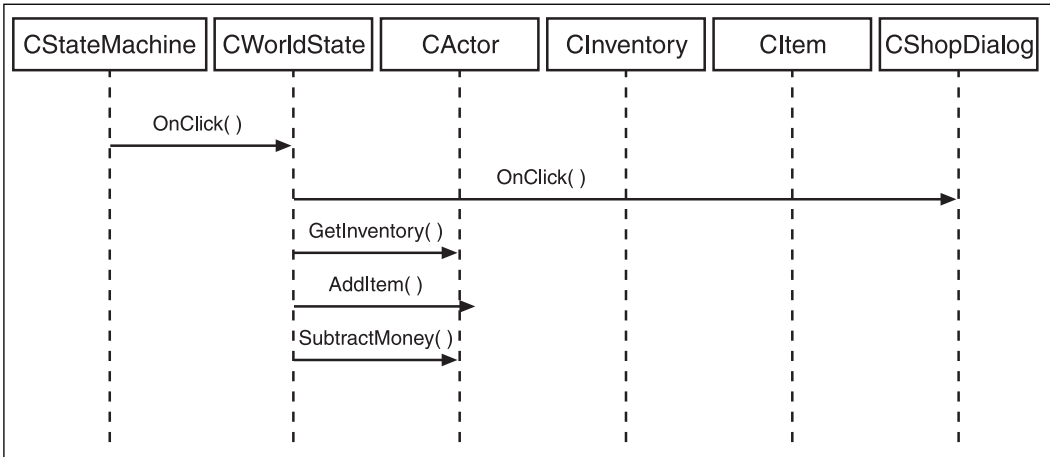 CStateMachine CWorldState CActor CInventory CItem CShopDialog
OnClick( )
OnClick( )
GetInventory( )
AddItem( )
SubtractMoney( )